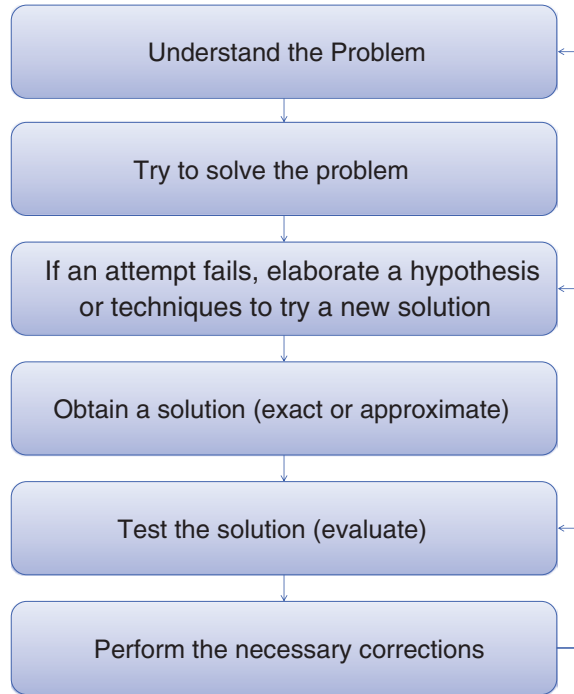 Understand the Problem
Try to solve the problem
If an attempt fails, elaborate a hypothesis
or techniques to try a new solution
Obtain a solution (exact or approximate)
Test the solution (evaluate)
Perform the necessary corrections